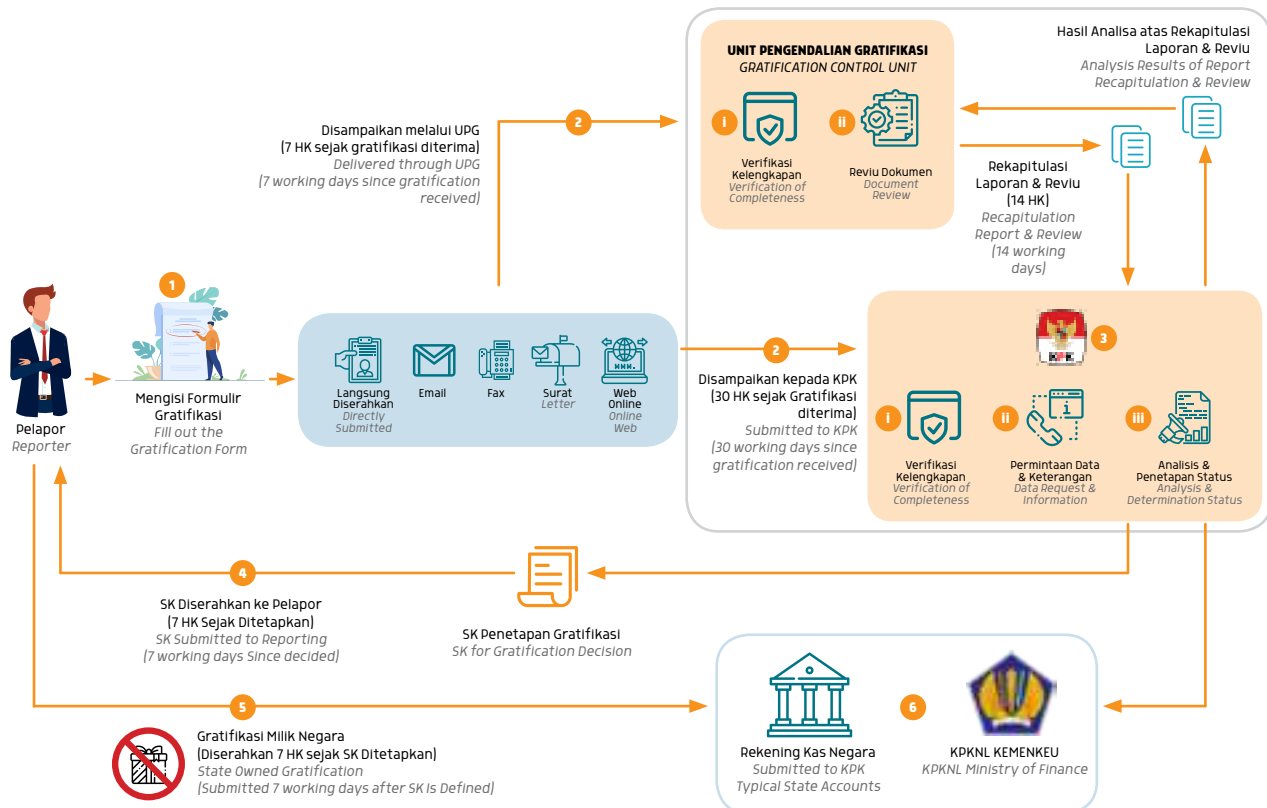 UNIT PENGENDALIAN GRATIFIKASI
GRATIFICATION CONTROL UNIT
i
Verifikasi
Kelengkapan
Verification of
Completeness
ii
Reviu Dokumen
Document
Review
Hasil Analisa atas Rekapitulasi
Laporan & Reviu
Analysis Results of Report
Recapitulation & Review
Rekapitulasi
Laporan & Reviu
(14 HK)
Recapitulation
Report & Review
(14 working
days)
2
Disampaikan melalui UPG
(7 HK sejak gratifikasi diterima)
Delivered through UPG
(7 working days since gratification
received)
Pelapor
Reporter
1
Mengisi Formulir
Gratifikasi
Fill out the
Gratification Form
Langsung
Diserahkan
Directly
Submitted
Email
Fax
Surat
Letter
WWW.
Web
Online
Online
Web
2
Disampaikan kepada KPK
(30 HK sejak Gratifikasi
diterima)
Submitted to KPK
(30 working days since
gratification received)
KPK
3
i
Verifikasi
Kelengkapan
Verification of
Completeness
ii
Permintaan Data
& Keterangan
Data Request &
Information
iii
Analisis &
Penetapan Status
Analysis &
Determination Status
4
SK Diserahkan ke Pelapor
(7 HK Sejak Ditetapkan)
SK Submitted to Reporting
(7 working days Since decided)
SK Penetapan Gratifikasi
SK for Gratification Decision
5
Gratifikasi Milik Negara
(Diserahkan 7 HK sejak SK Ditetapkan)
State Owned Gratification
(Submitted 7 working days after SK Is Defined)
Rekening Kas Negara
Submitted to KPK
Typical State Accounts
6
KPKNL KEMENKEU
KPKNL Ministry of Finance